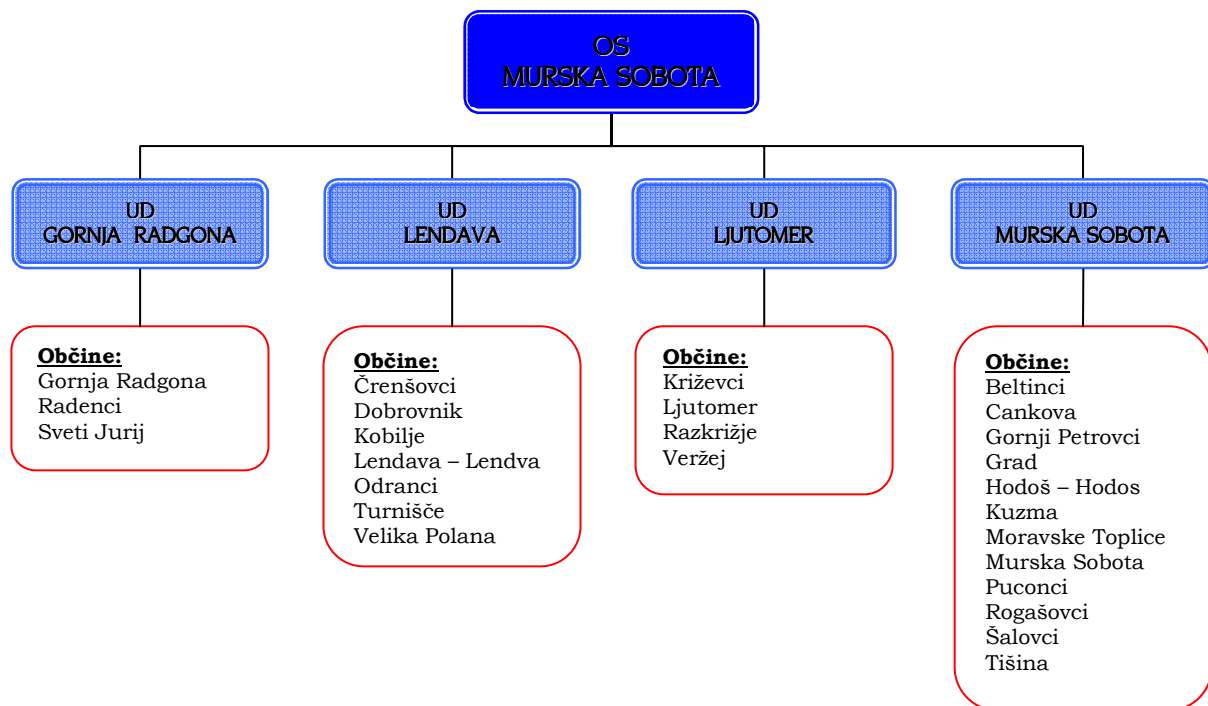 OS
MURSKA SOBOTA
UD
GORNJA RADGONA
UD
LENDAVA
UD
LJUTOMER
UD
MURSKA SOBOTA
Občine:
Gornja Radgona
Radenci
Sveti Jurij
Občine:
Črenšovci
Dobrovnik
Kobilje
Lendava – Lendva
Odranci
Turnišče
Velika Polana
Občine:
Križevci
Ljutomer
Razkrižje
Veržej
Občine:
Beltinci
Cankova
Gornji Petrovci
Grad
Hodoš – Hodos
Kuzma
Moravske Toplice
Murska Sobota
Puconci
Rogašovci
Šalovci
Tišina